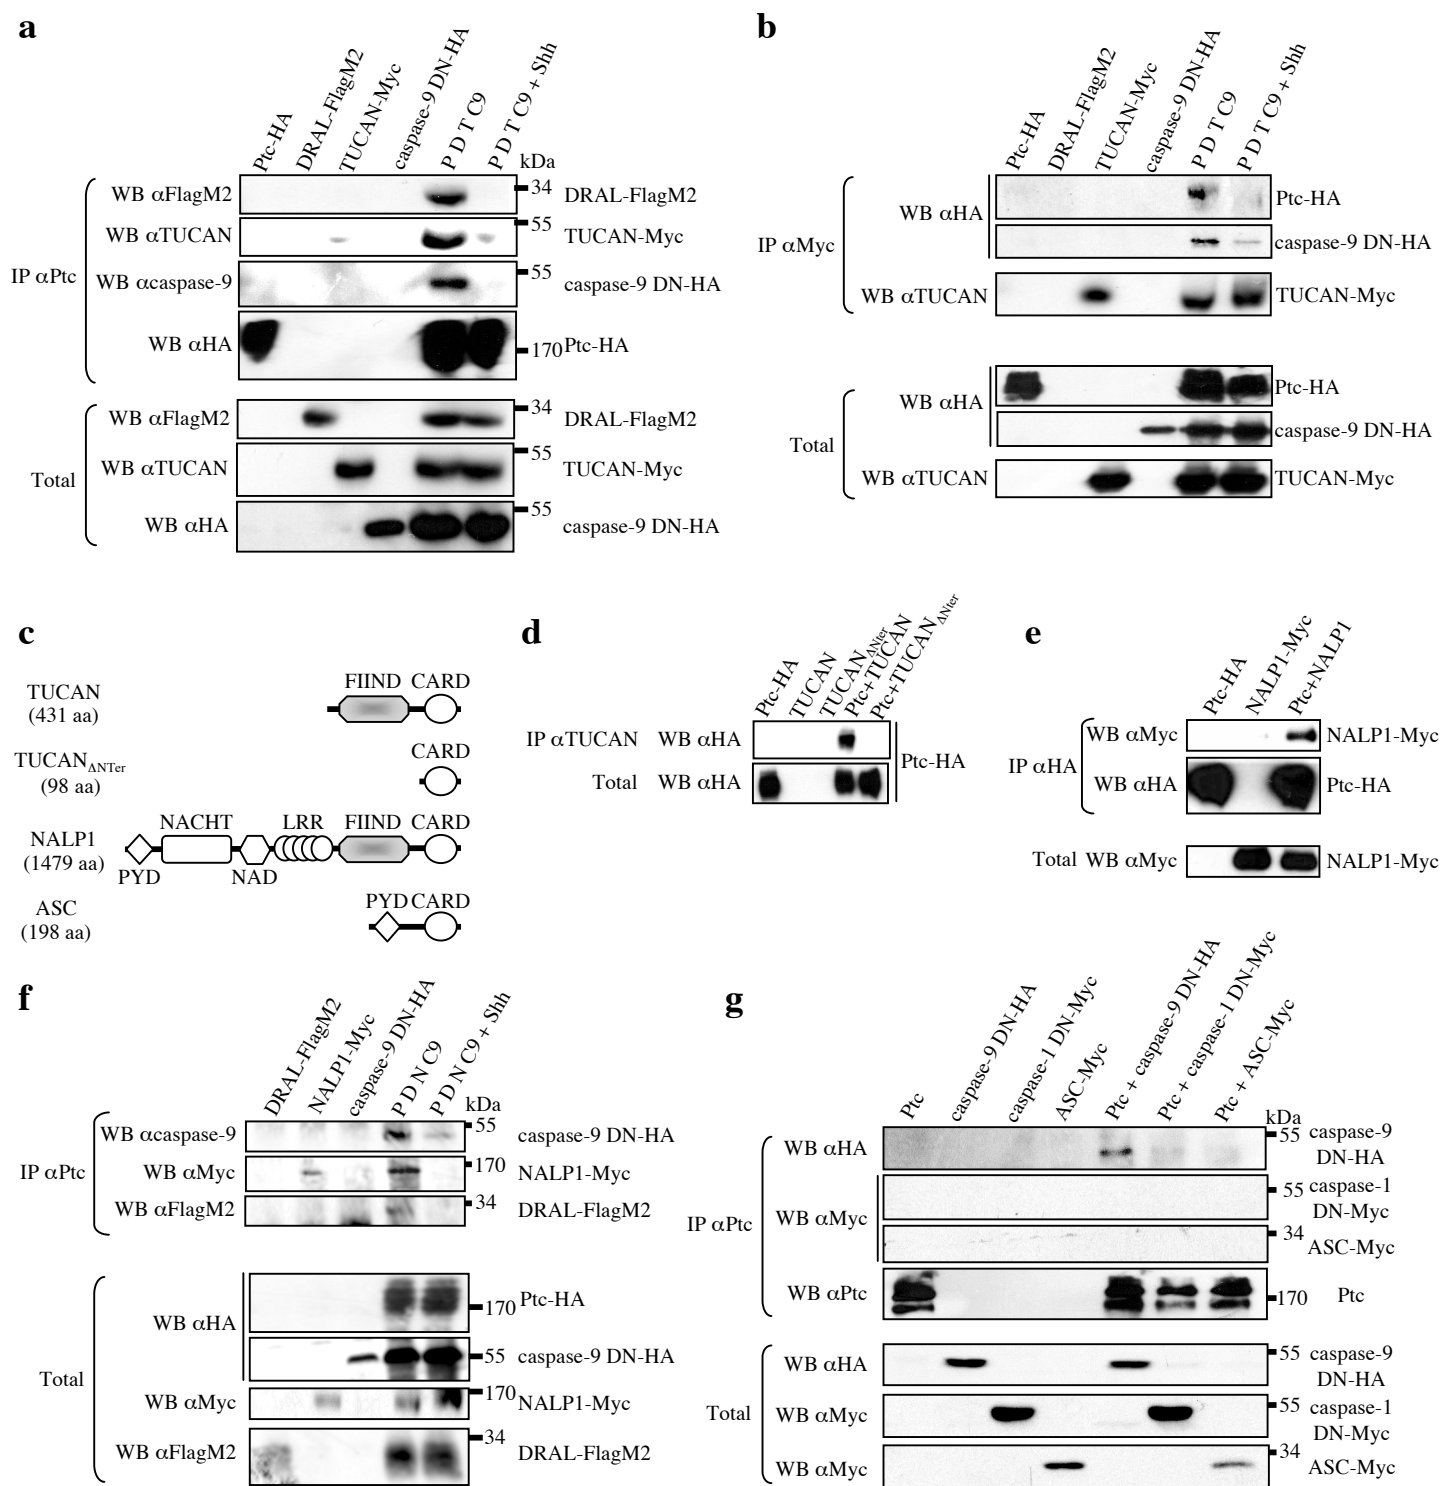 a
Ptc-HA
DRAL-FlagM2
TUCAN-Myc
caspase-9 DN-HA
P D T C9
P D T C9 + Shh
kDa
IP αPtc
WB αFlagM2
34
DRAL-FlagM2
WB αTUCAN
55
TUCAN-Myc
WB αcaspase-9
55
caspase-9 DN-HA
WB αHA
170
Ptc-HA
Total
WB αFlagM2
34
DRAL-FlagM2
WB αTUCAN
55
TUCAN-Myc
WB αHA
55
caspase-9 DN-HA
b
Ptc-HA
DRAL-FlagM2
TUCAN-Myc
caspase-9 DN-HA
P D T C9
P D T C9 + Shh
IP αMyc
WB αHA
Ptc-HA
caspase-9 DN-HA
WB αTUCAN
TUCAN-Myc
Total
WB αHA
Ptc-HA
caspase-9 DN-HA
WB αTUCAN
TUCAN-Myc
c
TUCAN
(431 aa)
FIIND
CARD
TUCANΔNTer
(98 aa)
CARD
NALP1
(1479 aa)
NACHT
LRR
FIIND
CARD
PYD
NAD
ASC
(198 aa)
PYD
CARD
d
Ptc-HA
TUCAN
TUCANΔNter
Ptc+TUCAN
Ptc+TUCANΔNter
IP αTUCAN
WB αHA
Total
WB αHA
Ptc-HA
e
Ptc-HA
NALP1-Myc
Ptc+NALP1
IP αHA
WB αMyc
NALP1-Myc
WB αHA
Ptc-HA
Total
WB αMyc
NALP1-Myc
f
DRAL-FlagM2
NALP1-Myc
caspase-9 DN-HA
P D N C9
P D N C9 + Shh
kDa
IP αPtc
WB αcaspase-9
55
caspase-9 DN-HA
WB αMyc
170
NALP1-Myc
WB αFlagM2
34
DRAL-FlagM2
Total
WB αHA
170
Ptc-HA
55
caspase-9 DN-HA
WB αMyc
170
NALP1-Myc
WB αFlagM2
34
DRAL-FlagM2
g
Ptc
caspase-9 DN-HA
caspase-1 DN-Myc
ASC-Myc
Ptc + caspase-9 DN-HA
Ptc + caspase-1 DN-Myc
Ptc + ASC-Myc
kDa
IP αPtc
WB αHA
55
caspase-9
DN-HA
WB αMyc
55
caspase-1
DN-Myc
34
ASC-Myc
WB αPtc
170
Ptc
Total
WB αHA
55
caspase-9
DN-HA
WB αMyc
55
caspase-1
DN-Myc
WB αMyc
34
ASC-Myc